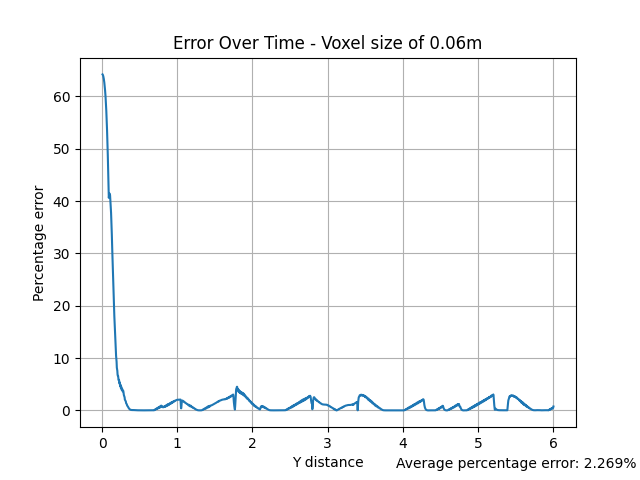 Error Over Time - Voxel size of 0.06m
Percentage error
60
50
40
30
20
10
0
0 1 2 3 4 5 6
Y distance
Average percentage error: 2.269%